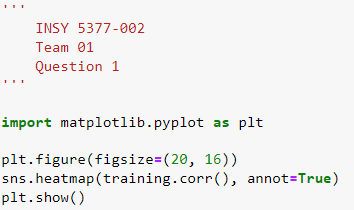 '''
INSY 5377-002
Team 01
Question 1
'''
import matplotlib.pyplot as plt
plt.figure(figsize=(20, 16))
sns.heatmap(training.corr(), annot=True)
plt.show()